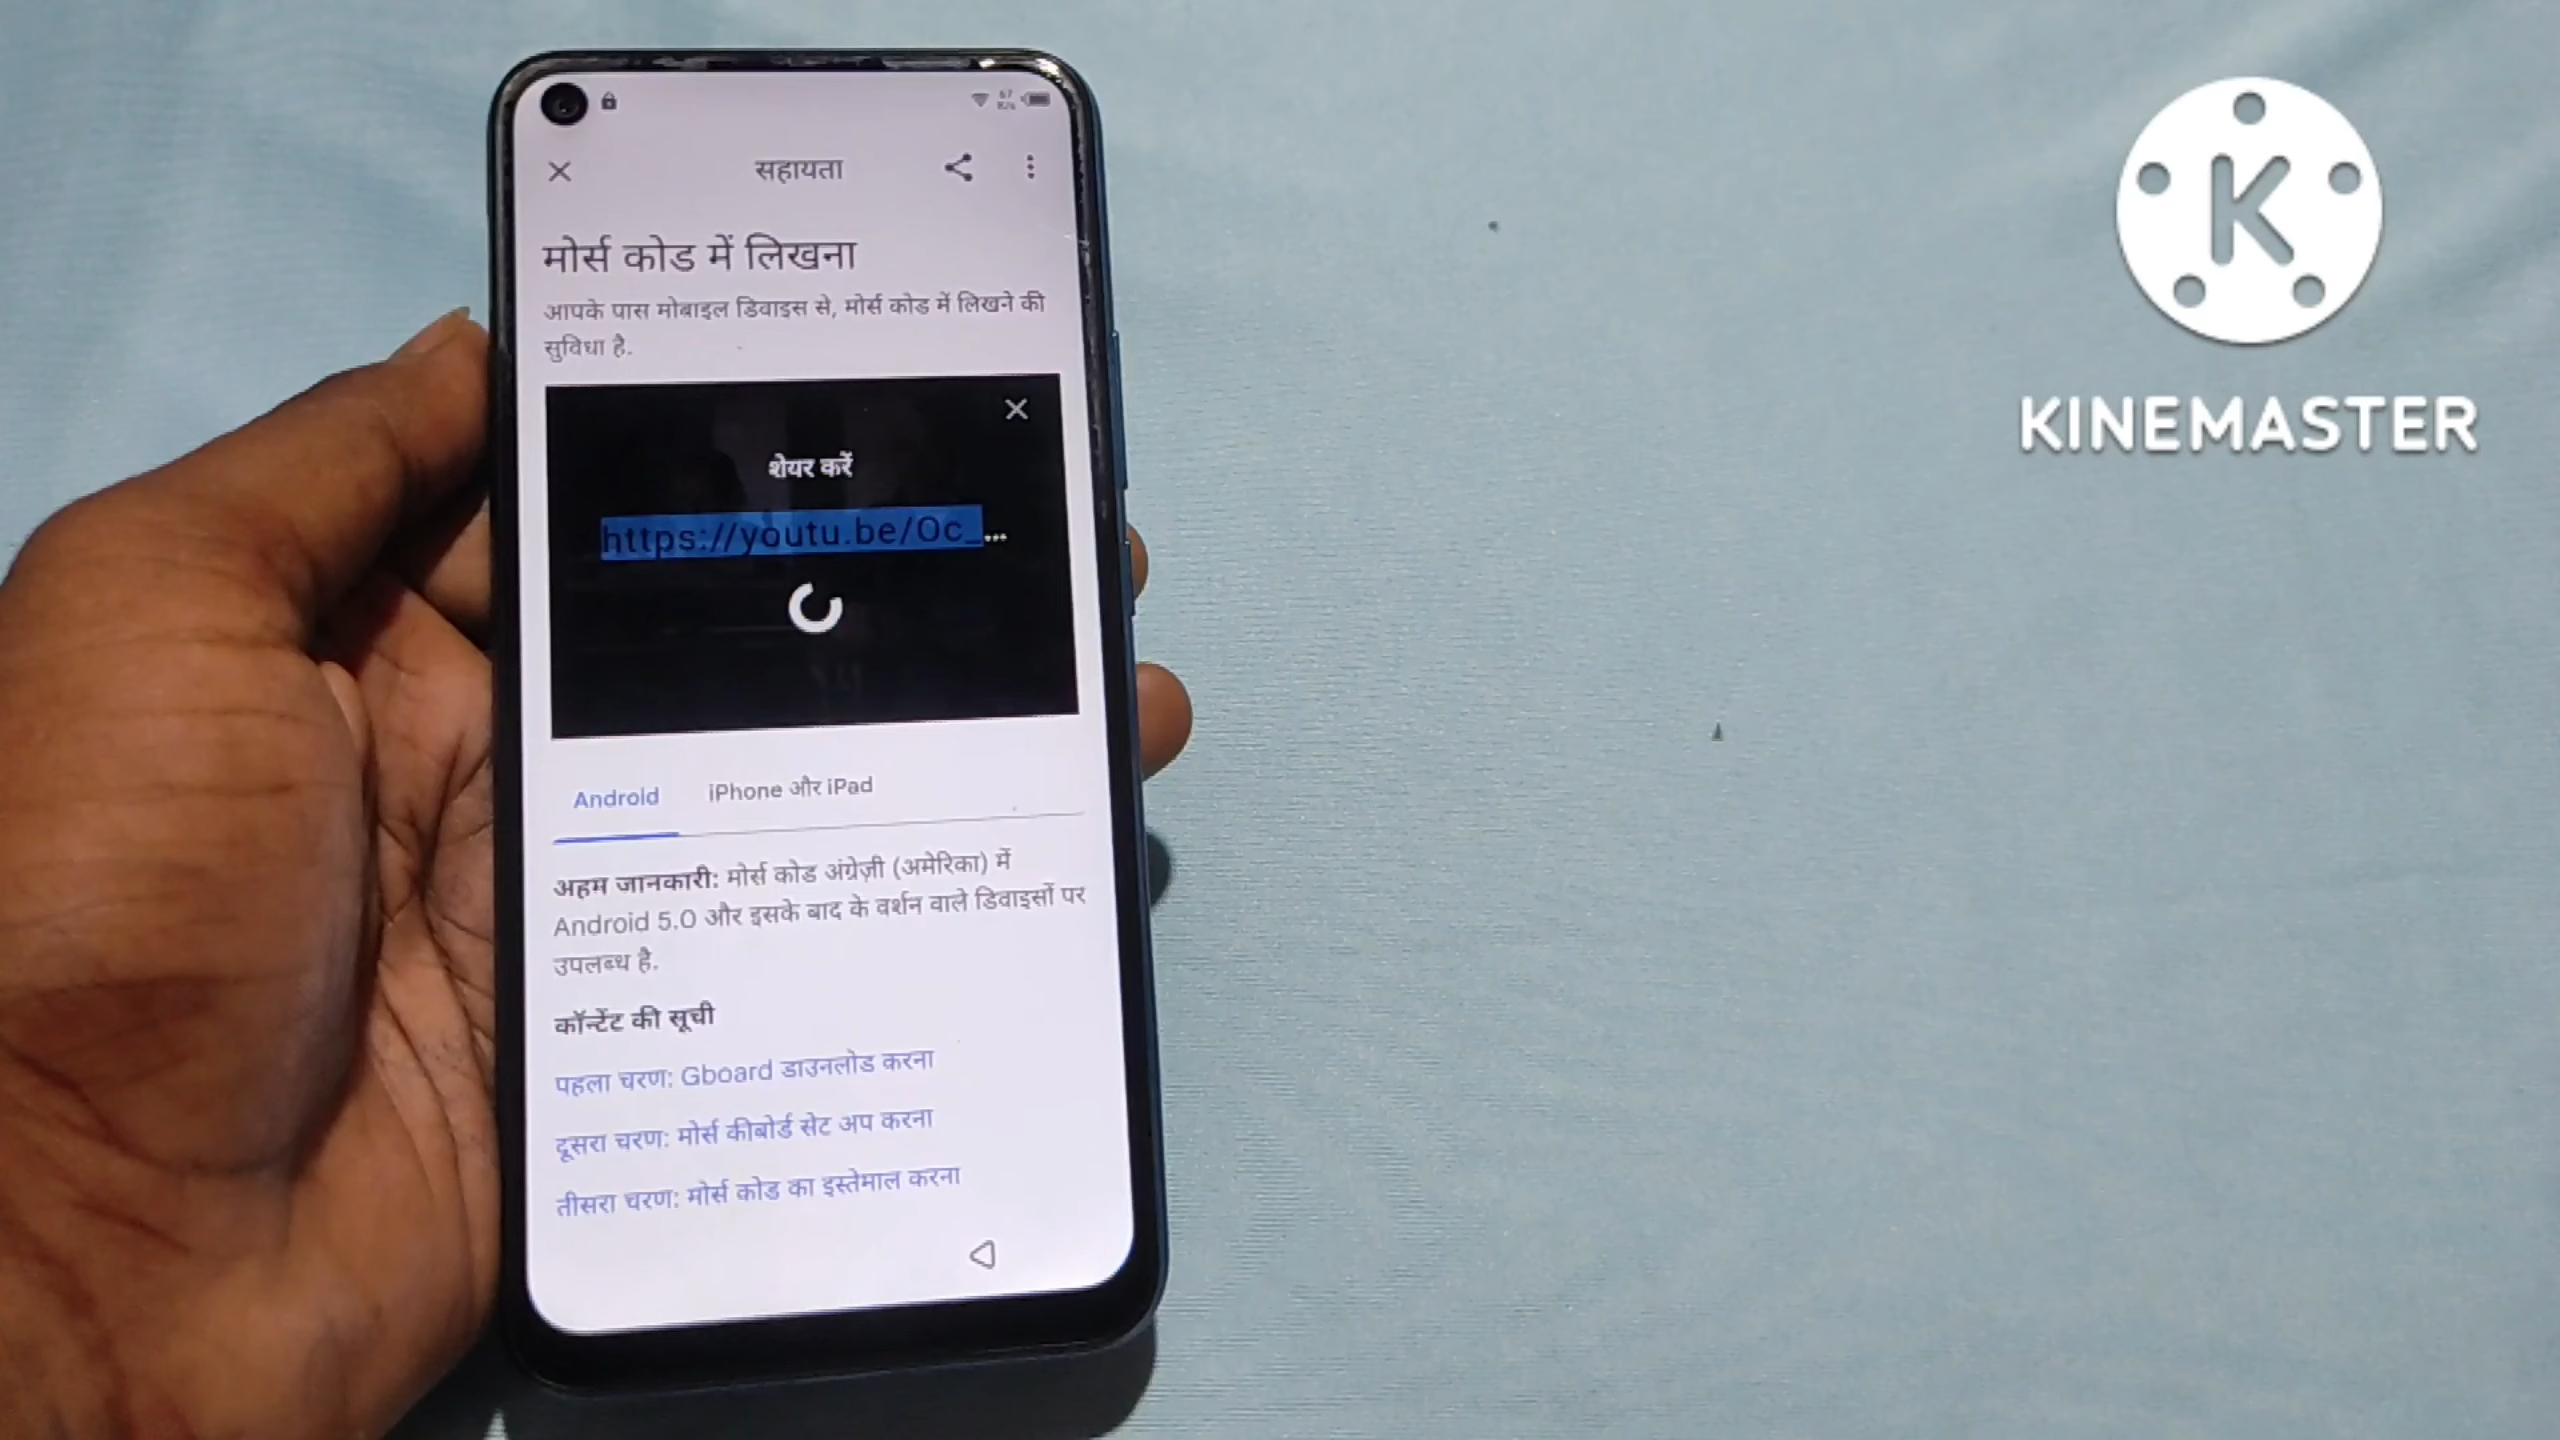 सहायता
मोर्स कोड में लिखना
आपके पास मोबाइल डिवाइस से, मोर्स कोड में लिखने की
सुविधा है.
शेयर करें
https://youtu.be/Oc_...
Android
iPhone और iPad
अहम जानकारी: मोर्स कोड अंग्रेज़ी (अमेरिका) में
Android 5.0 और इसके बाद के वर्शन वाले डिवाइसों पर
उपलब्ध है.
कॉन्टेंट की सूची
पहला चरण: Gboard डाउनलोड करना
दूसरा चरण: मोर्स कीबोर्ड सेट अप करना
तीसरा चरण: मोर्स कोड का इस्तेमाल करना
K
KINEMASTER